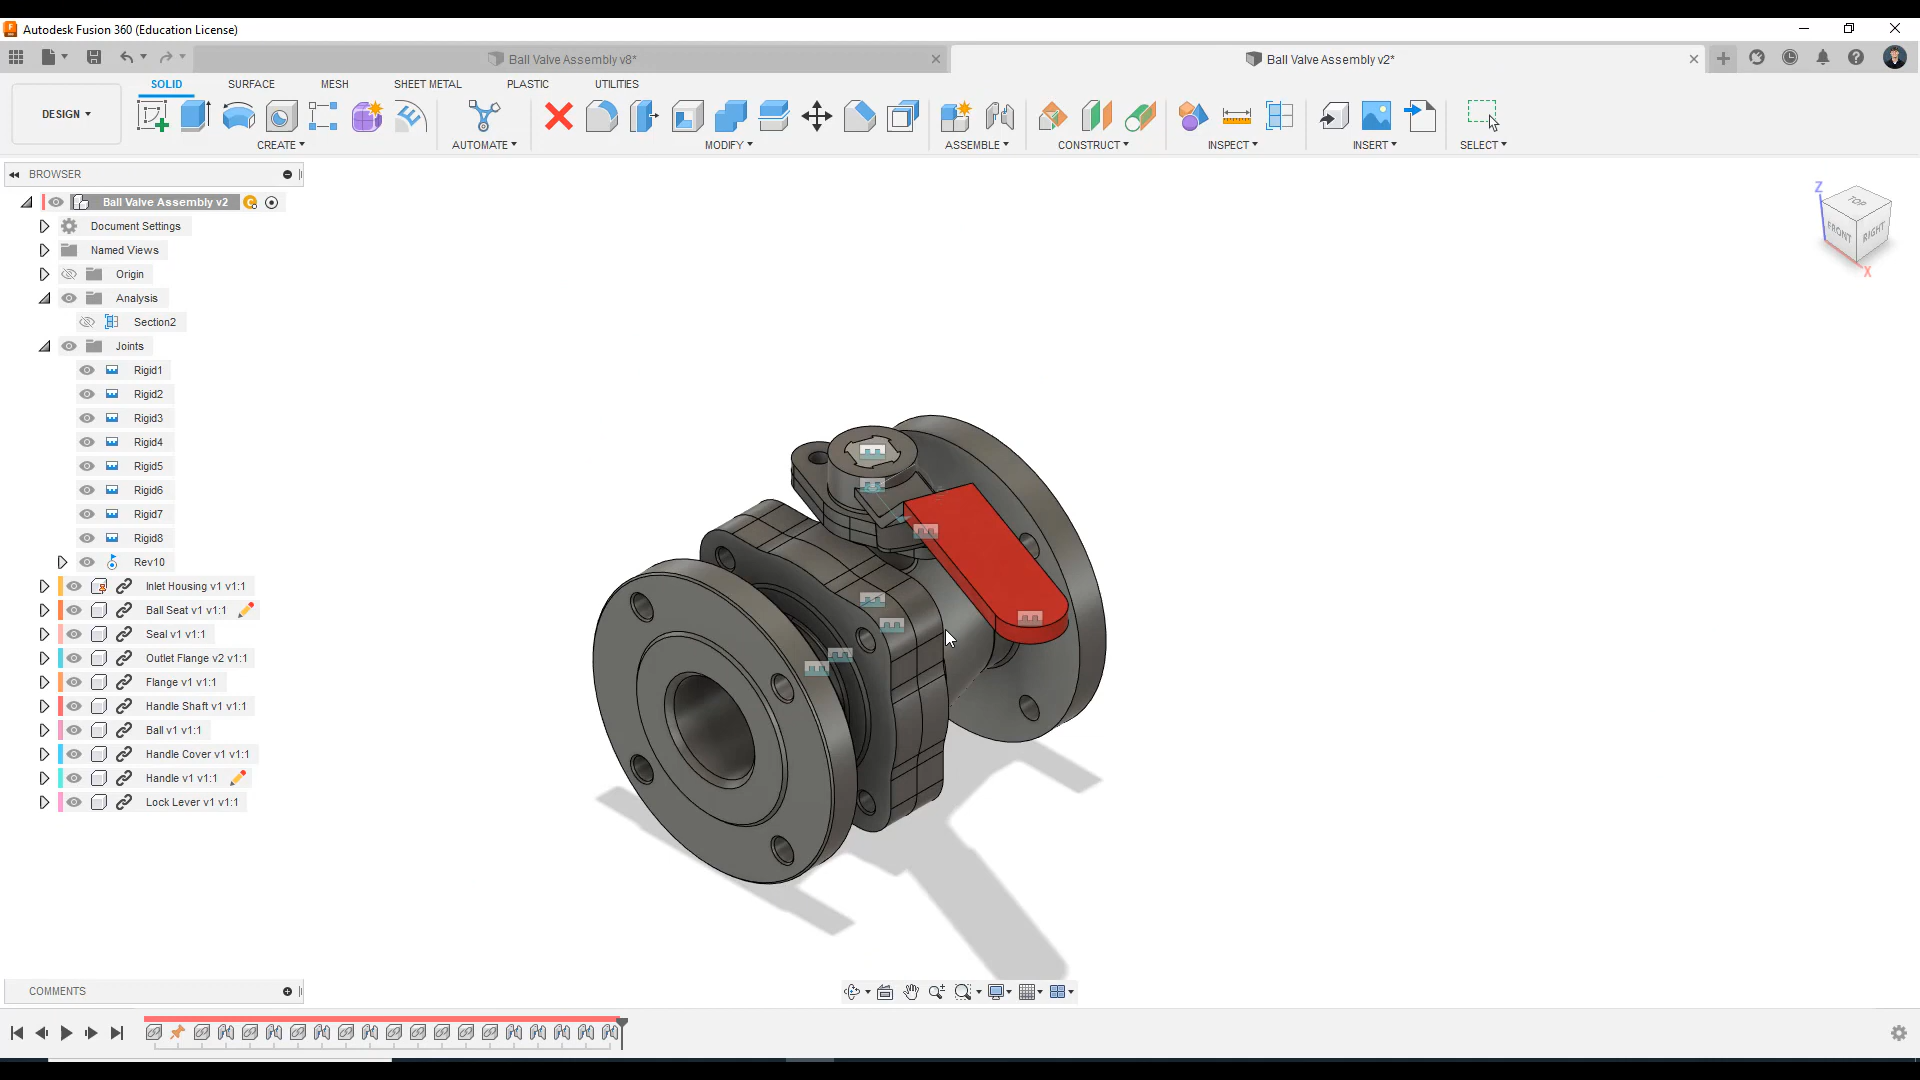 Autodesk Fusion 360 (Education License)
Ball Valve Assembly v8*
Ball Valve Assembly v2*
DESIGN
SOLID
SURFACE
MESH
SHEET METAL
PLASTIC
UTILITIES
CREATE
AUTOMATE
MODIFY
ASSEMBLE
CONSTRUCT
INSPECT
INSERT
SELECT
BROWSER
Ball Valve Assembly v2
Document Settings
Named Views
Origin
Analysis
Section2
Joints
Rigid1
Rigid2
Rigid3
Rigid4
Rigid5
Rigid6
Rigid7
Rigid8
Rev10
Inlet Housing v1 v1:1
Ball Seat v1 v1:1
Seal v1 v1:1
Outlet Flange v2 v1:1
Flange v1 v1:1
Handle Shaft v1 v1:1
Ball v1 v1:1
Handle Cover v1 v1:1
Handle v1 v1:1
Lock Lever v1 v1:1
Z
TOP
FRONT
RIGHT
X
COMMENTS